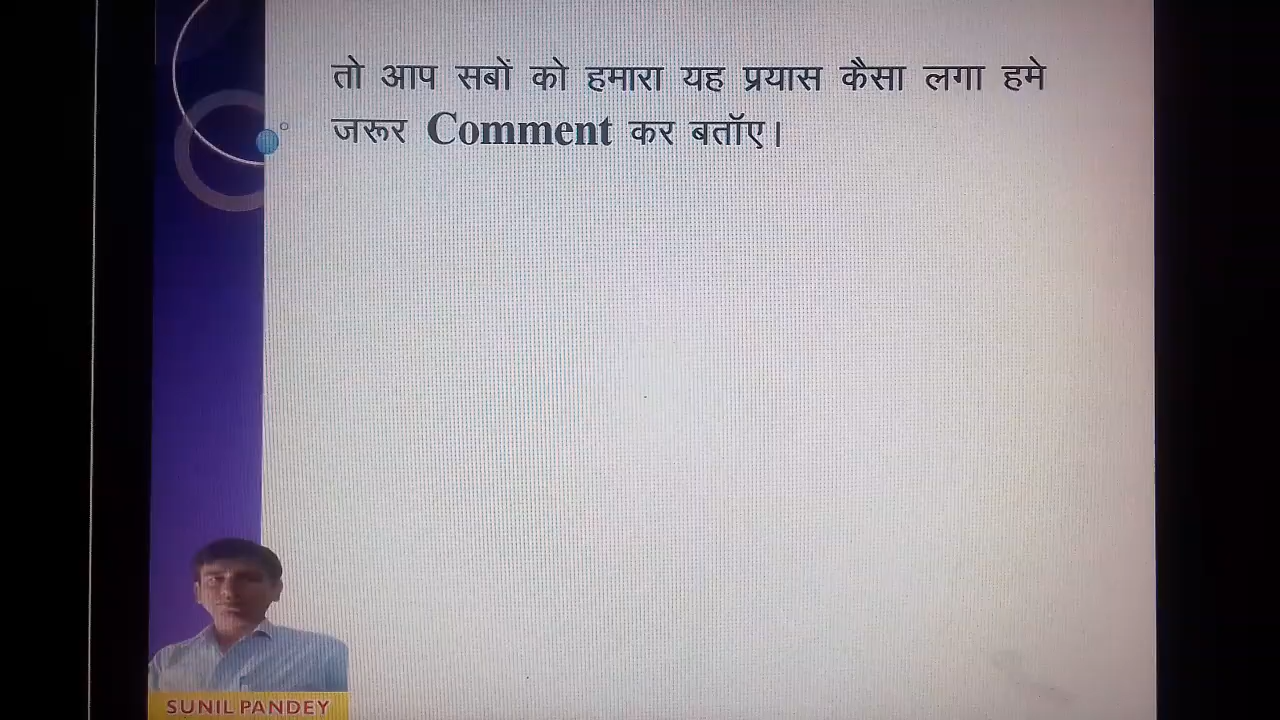 तो आप सबों को हमारा यह प्रयास कैसा लगा हमे
जरूर Comment कर बतॉए।
SUNIL PANDEY